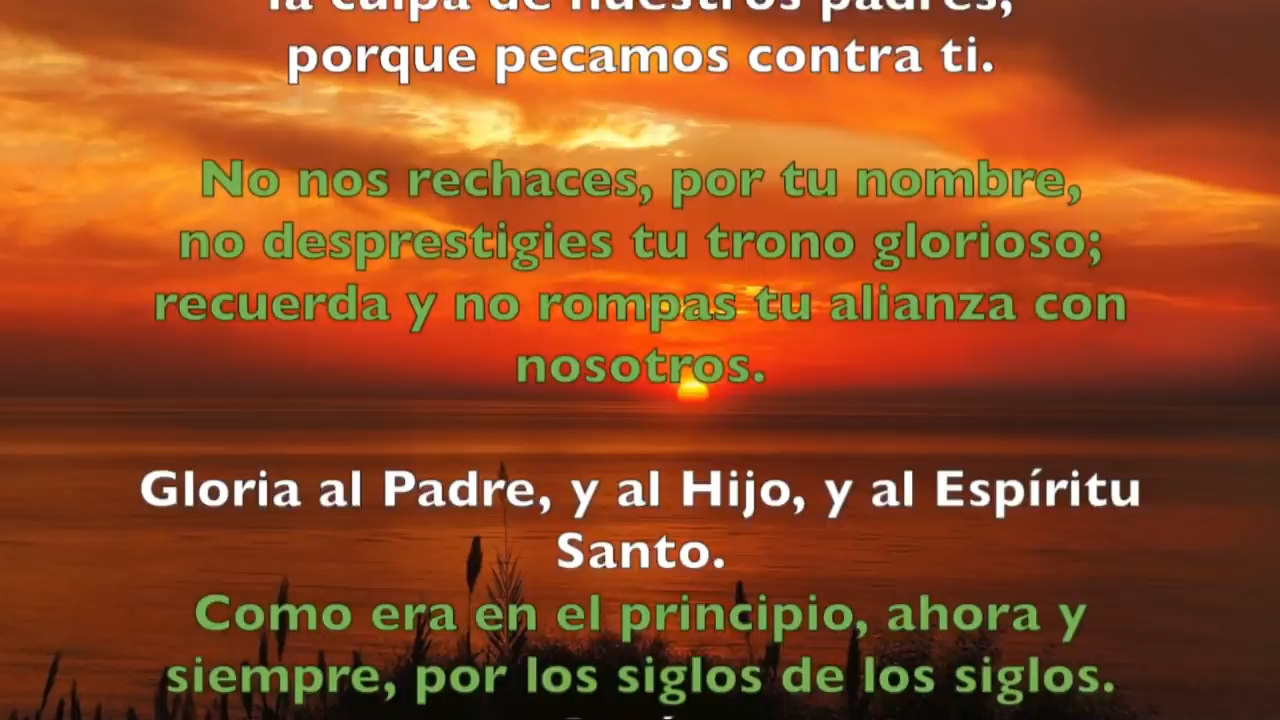 la culpa de nuestros padres,
porque pecamos contra ti.
No nos rechaces, por tu nombre,
no desprestigies tu trono glorioso;
recuerda y no rompas tu alianza con
nosotros.
Gloria al Padre, y al Hijo, y al Espíritu
Santo.
Como era en el principio, ahora y
siempre, por los siglos de los siglos.